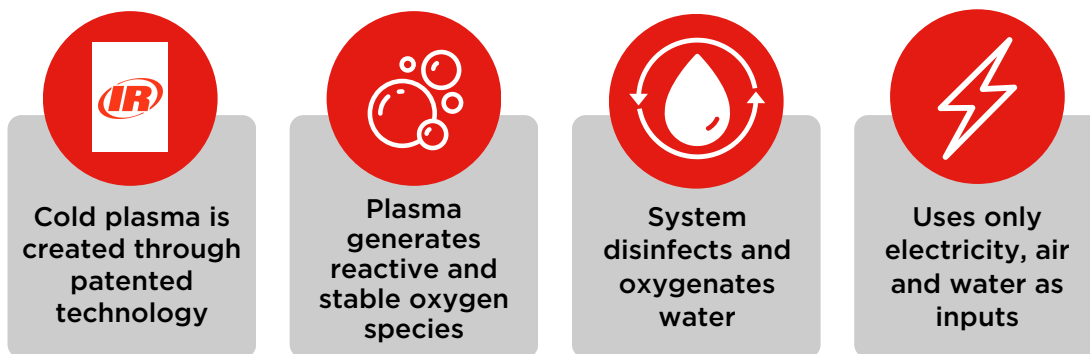 IR
Cold plasma is
created through
patented
technology
Plasma
generates
reactive and
stable oxygen
species
System
disinfects and
oxygenates
water
Uses only
electricity, air
and water as
inputs